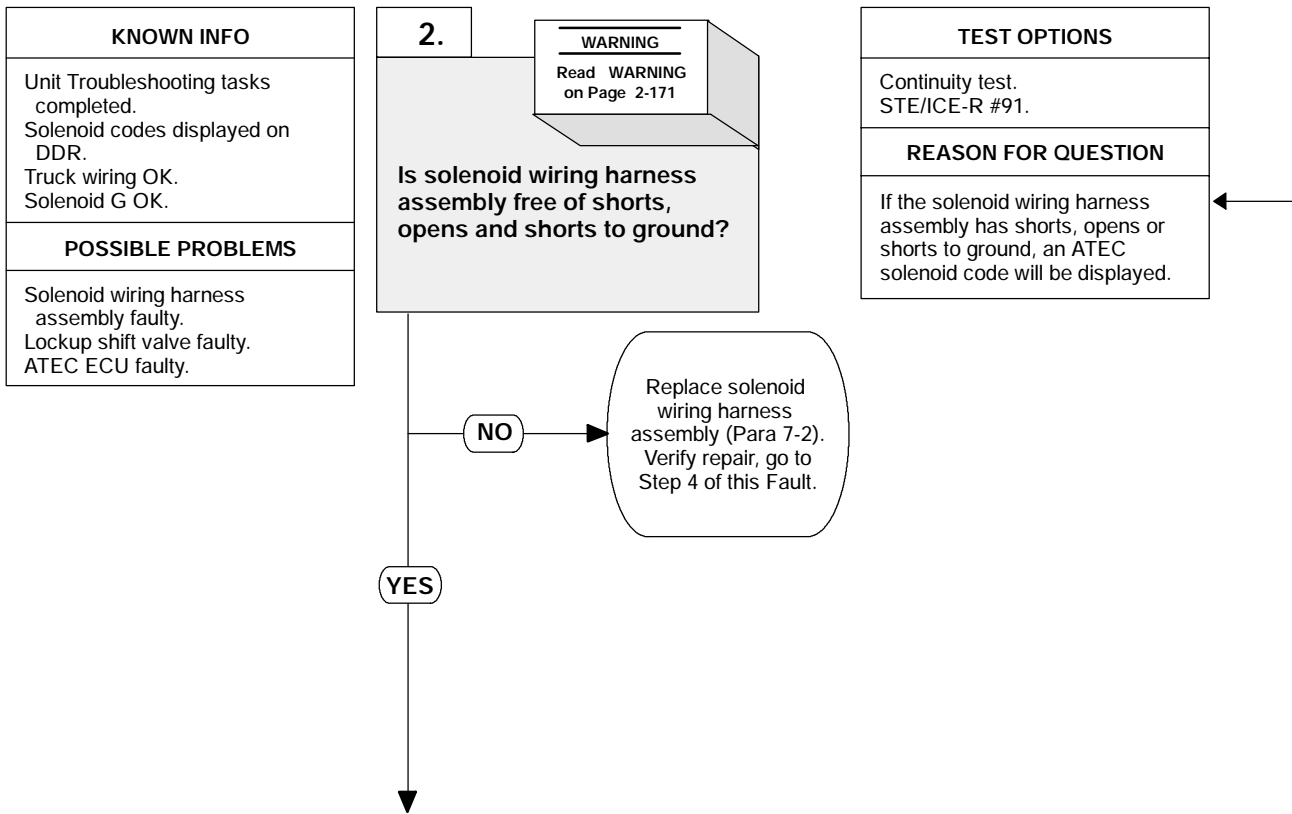 KNOWN INFO
Unit Troubleshooting tasks
completed.
Solenoid codes displayed on
DDR.
Truck wiring OK.
Solenoid G OK.
POSSIBLE PROBLEMS
Solenoid wiring harness
assembly faulty.
Lockup shift valve faulty.
ATEC ECU faulty.
2.
WARNING
Read WARNING
on Page 2-171
Is solenoid wiring harness
assembly free of shorts,
opens and shorts to ground?
TEST OPTIONS
Continuity test.
STE/ICE-R #91.
REASON FOR QUESTION
If the solenoid wiring harness
assembly has shorts, opens or
shorts to ground, an ATEC
solenoid code will be displayed.
NO
Replace solenoid
wiring harness
assembly (Para 7-2).
Verify repair, go to
Step 4 of this Fault.
YES